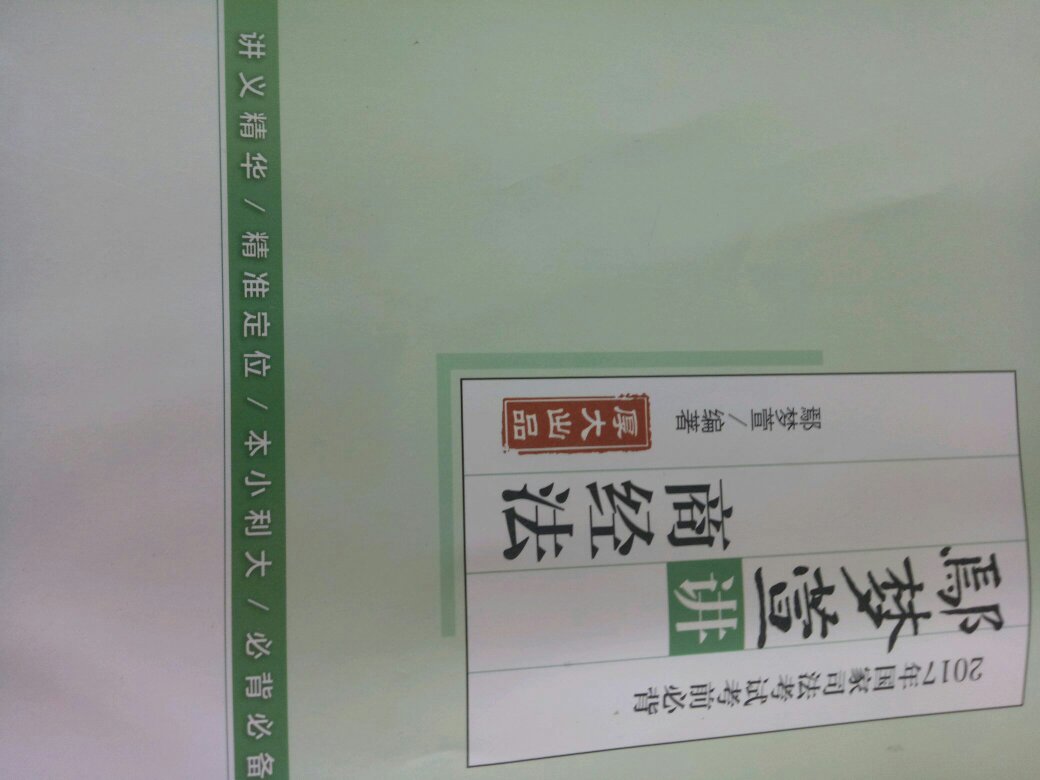 2017年国家司法考试考前必背
鄢梦萱讲
商经法
鄢梦萱/编著
厚大出品
讲义精华/精准定位/本小利大/必背必备